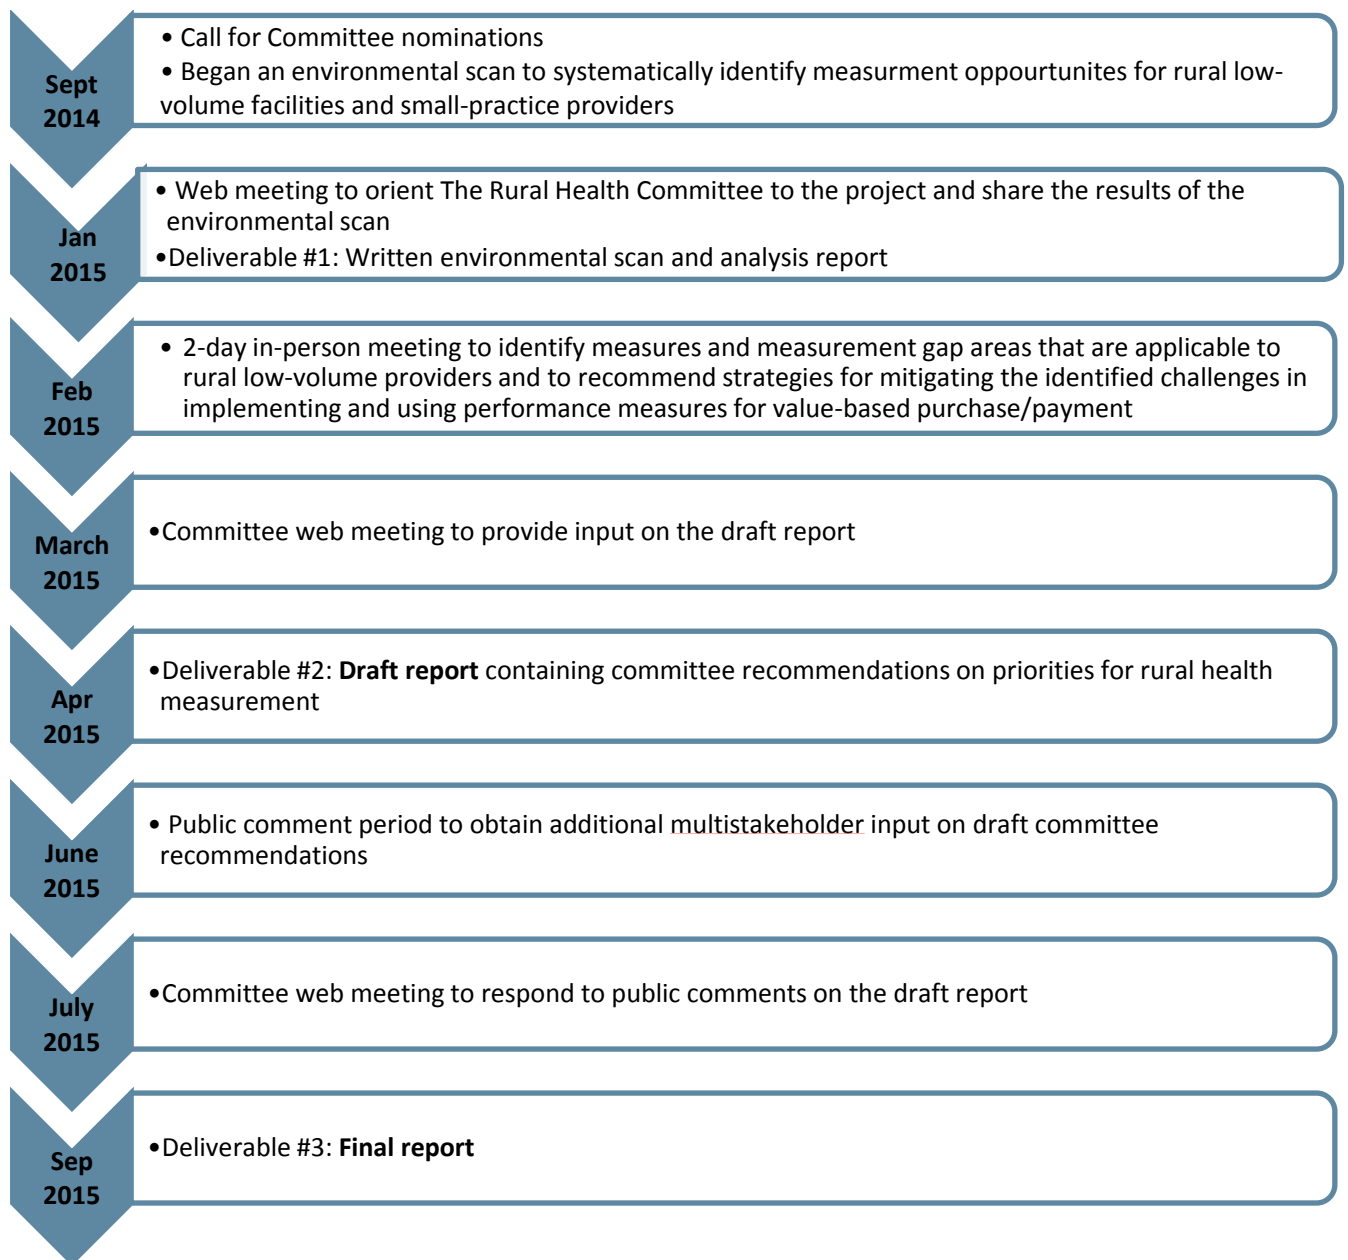 Sept
2014
• Call for Committee nominations
• Began an environmental scan to systematically identify measurment oppourtunites for rural low-
volume facilities and small-practice providers
Jan
2015
• Web meeting to orient The Rural Health Committee to the project and share the results of the
environmental scan
•Deliverable #1: Written environmental scan and analysis report
Feb
2015
• 2-day in-person meeting to identify measures and measurement gap areas that are applicable to
rural low-volume providers and to recommend strategies for mitigating the identified challenges in
implementing and using performance measures for value-based purchase/payment
March
2015
•Committee web meeting to provide input on the draft report
Apr
2015
•Deliverable #2: Draft report containing committee recommendations on priorities for rural health
measurement
June
2015
• Public comment period to obtain additional multistakeholder input on draft committee
recommendations
July
2015
•Committee web meeting to respond to public comments on the draft report
Sep
2015
•Deliverable #3: Final report